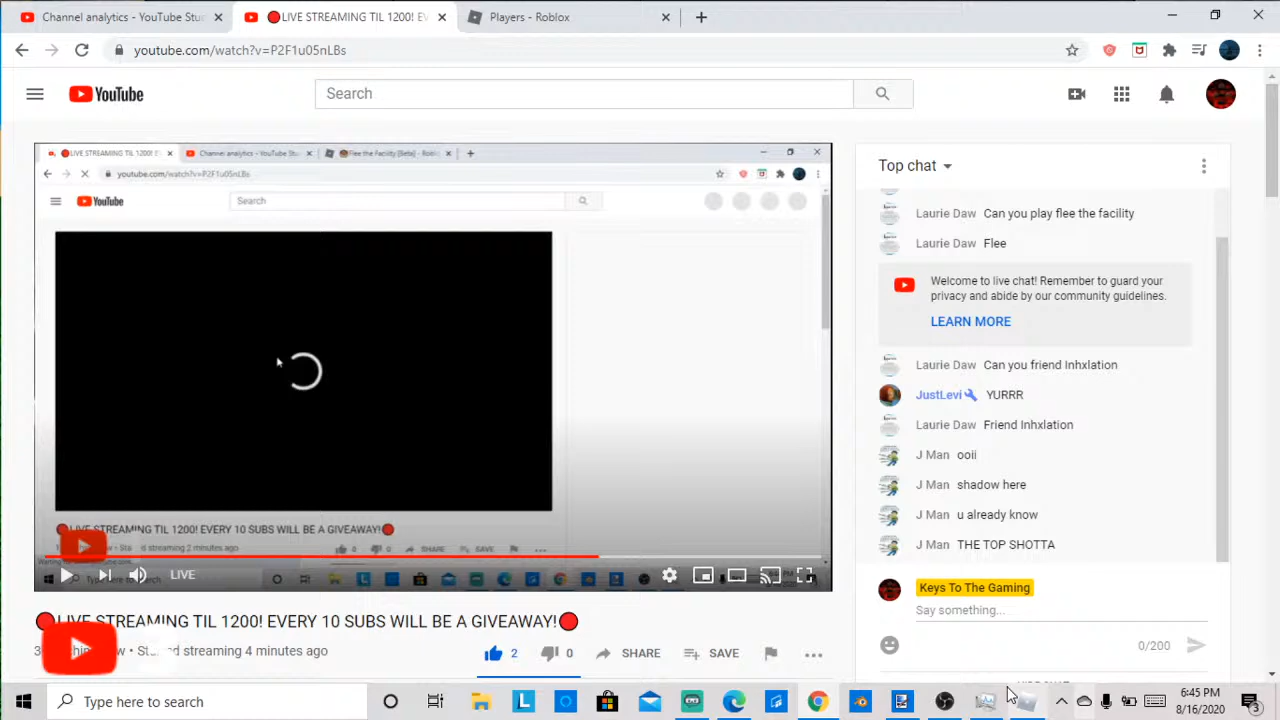 Channel analytics - YouTube Stu
LIVE STREAMING TIL 1200! E
Players - Roblox
youtube.com/watch?v=P2F1u05nLBs
YouTube
Search
LIVE STREAMING TIL 1200! E
Channel analytics - YouTube Stu
Flee the Facility [Beta] - Robl
youtube.com/watch?v=P2F1u05nLBs
YouTube
Search
LIVE STREAMING TIL 1200! EVERY 10 SUBS WILL BE A GIVEAWAY!
streaming 2 minutes ago
0
0
SHARE
SAVE
Type here to search
LIVE
LIVE STREAMING TIL 1200! EVERY 10 SUBS WILL BE A GIVEAWAY!
streaming 4 minutes ago
2
0
SHARE
SAVE
Top chat
Laurie Daw Can you play flee the facility
Laurie Daw Flee
Welcome to live chat! Remember to guard your
privacy and abide by our community guidelines.
LEARN MORE
Laurie Daw Can you friend Inhxlation
JustLevi YURRR
Laurie Daw Friend Inhxlation
J Man ooii
J Man shadow here
J Man u already know
J Man THE TOP SHOTTA
Keys To The Gaming
Say something...
0/200
Type here to search
6:45 PM
8/16/2020
3